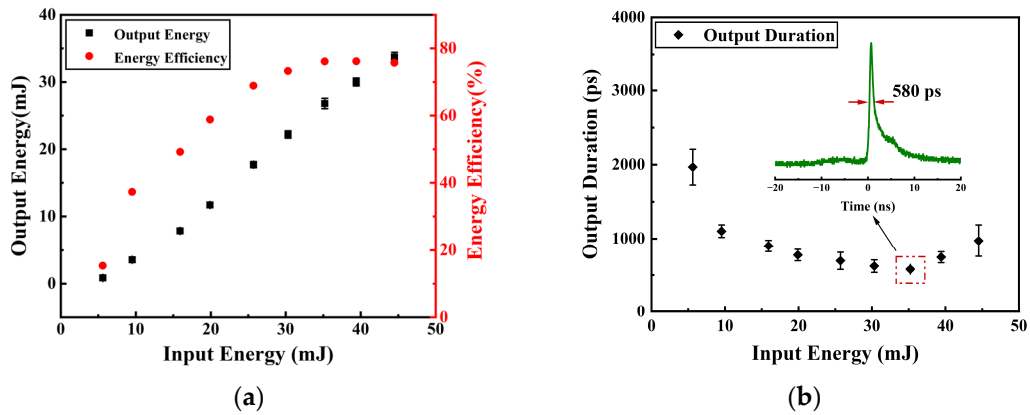 Output Energy
Energy Efficiency
Output Energy(mJ)
40
30
20
10
0
Energy Efficiency(%)
80
60
40
20
0
0 10 20 30 40 50
Input Energy (mJ)
(a)
Output Duration
Output Duration (ps)
4000
3000
2000
1000
0
580 ps
−20 −10 0 10 20
Time (ns)
0 10 20 30 40 50
Input Energy (mJ)
(b)